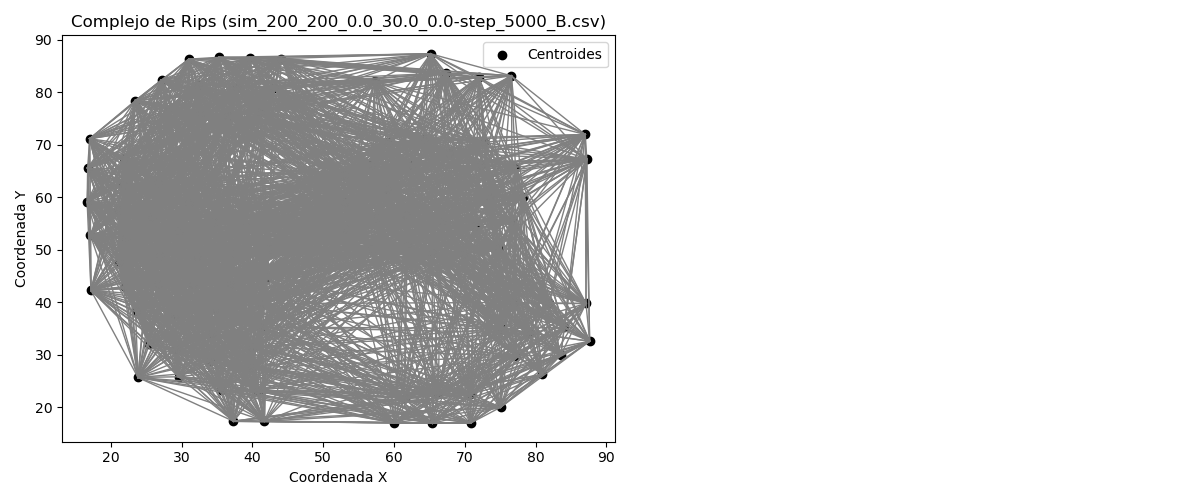 Complejo de Rips (sim_200_200_0.0_30.0_0.0-step_5000_B.csv)
Centroides
90
80
70
60
50
40
30
20
Coordenada Y
20 30 40 50 60 70 80 90
Coordenada X